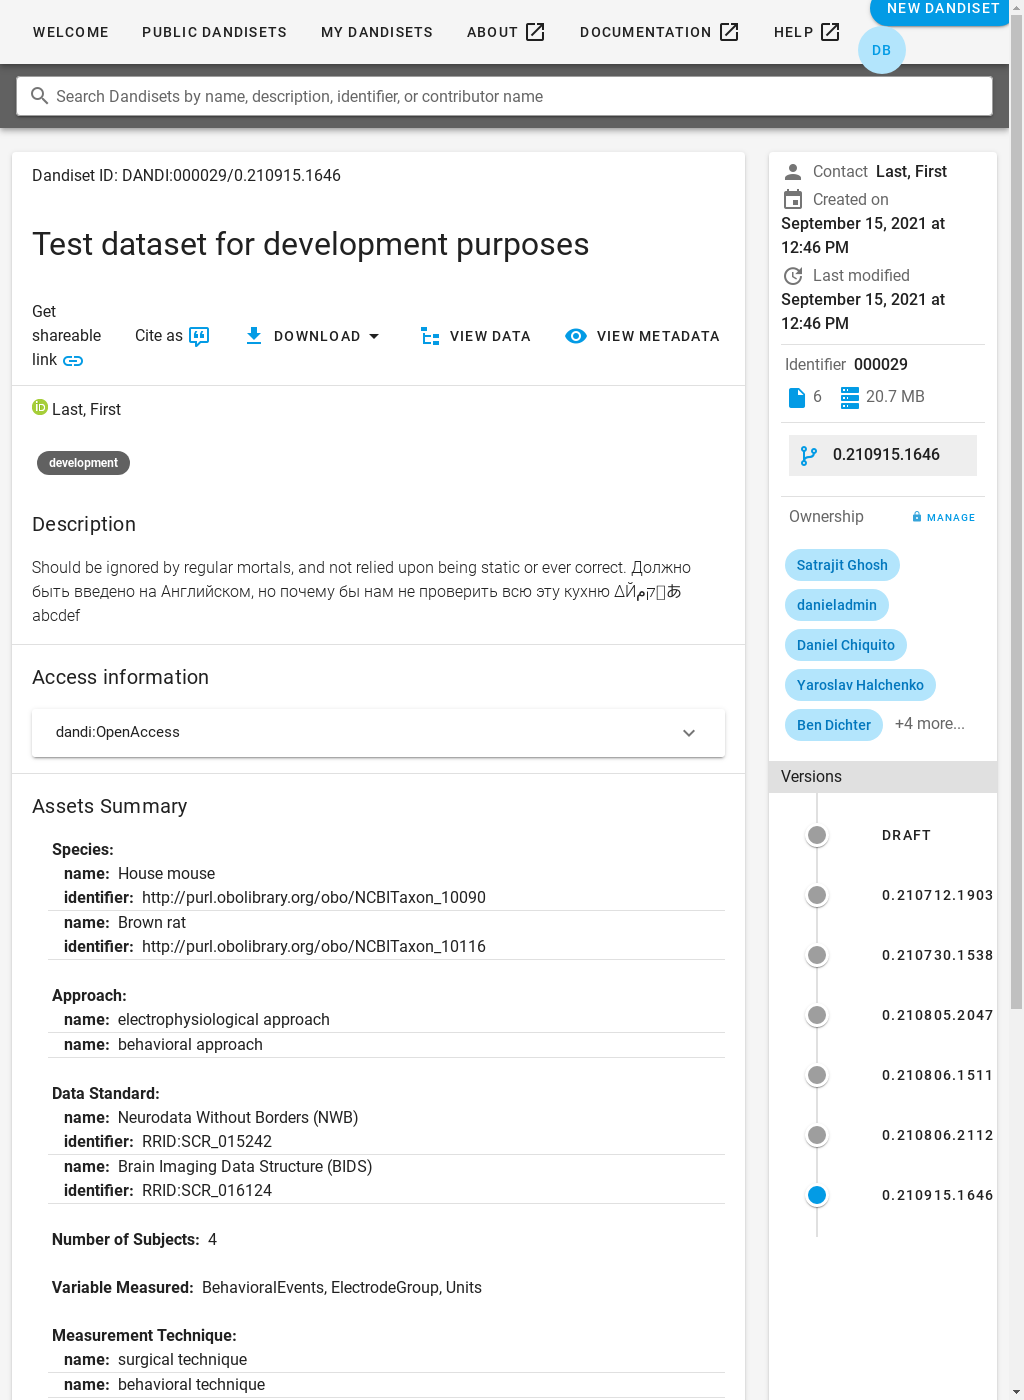 WELCOME
PUBLIC DANDISETS
MY DANDISETS
ABOUT
DOCUMENTATION
HELP
NEW DANDISET
DB
Search Dandisets by name, description, identifier, or contributor name
Dandiset ID: DANDI:000029/0.210915.1646
Test dataset for development purposes
Get
shareable
link
Cite as
DOWNLOAD
VIEW DATA
VIEW METADATA
iD Last, First
development
Description
Should be ignored by regular mortals, and not relied upon being static or ever correct. Должно
быть введено на Английском, но почему бы нам не проверить всю эту кухню ΔЙקم๗あ
abcdef
Access information
dandi:OpenAccess
Assets Summary
Species:
name: House mouse
identifier: http://purl.obolibrary.org/obo/NCBITaxon_10090
name: Brown rat
identifier: http://purl.obolibrary.org/obo/NCBITaxon_10116
Approach:
name: electrophysiological approach
name: behavioral approach
Data Standard:
name: Neurodata Without Borders (NWB)
identifier: RRID:SCR_015242
name: Brain Imaging Data Structure (BIDS)
identifier: RRID:SCR_016124
Number of Subjects: 4
Variable Measured: BehavioralEvents, ElectrodeGroup, Units
Measurement Technique:
name: surgical technique
name: behavioral technique
Contact Last, First
Created on
September 15, 2021 at
12:46 PM
Last modified
September 15, 2021 at
12:46 PM
Identifier 000029
6 20.7 MB
0.210915.1646
Ownership
MANAGE
Satrajit Ghosh
danieladmin
Daniel Chiquito
Yaroslav Halchenko
Ben Dichter +4 more...
Versions
DRAFT
0.210712.1903
0.210730.1538
0.210805.2047
0.210806.1511
0.210806.2112
0.210915.1646